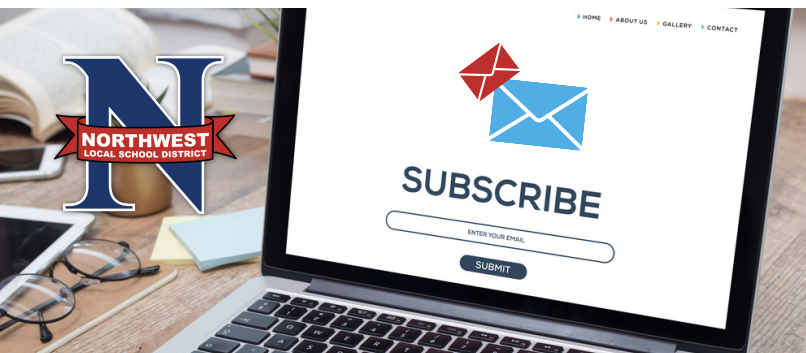 HOME ABOUT US GALLERY CONTACT
N
NORTHWEST
LOCAL SCHOOL DISTRICT
SUBSCRIBE
ENTER YOUR EMAIL
SUBMIT